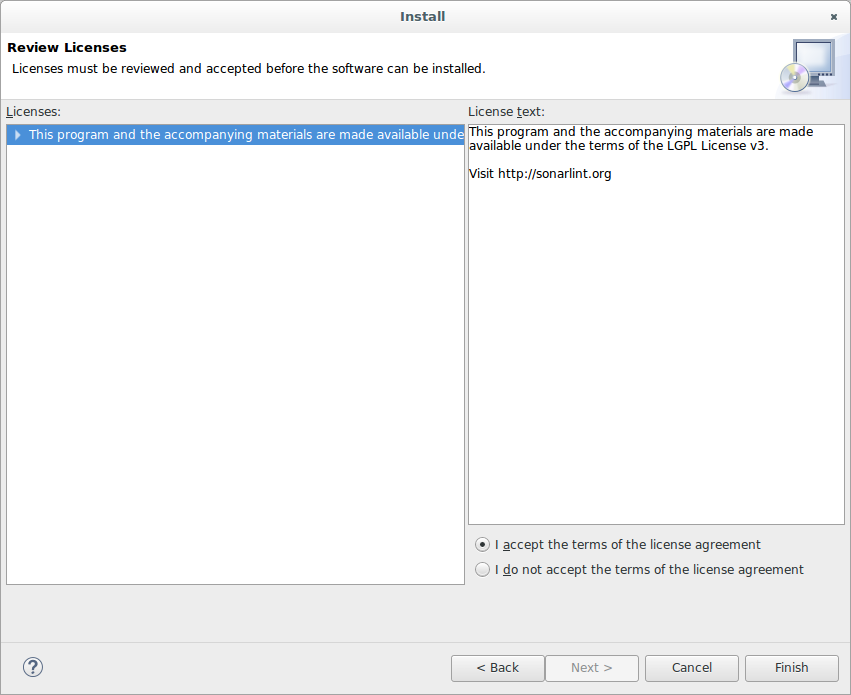 Install
Review Licenses
Licenses must be reviewed and accepted before the software can be installed.
Licenses:
This program and the accompanying materials are made available unde
License text:
This program and the accompanying materials are made
available under the terms of the LGPL License v3.
Visit http://sonarlint.org
I accept the terms of the license agreement
I do not accept the terms of the license agreement
?
< Back
Next >
Cancel
Finish